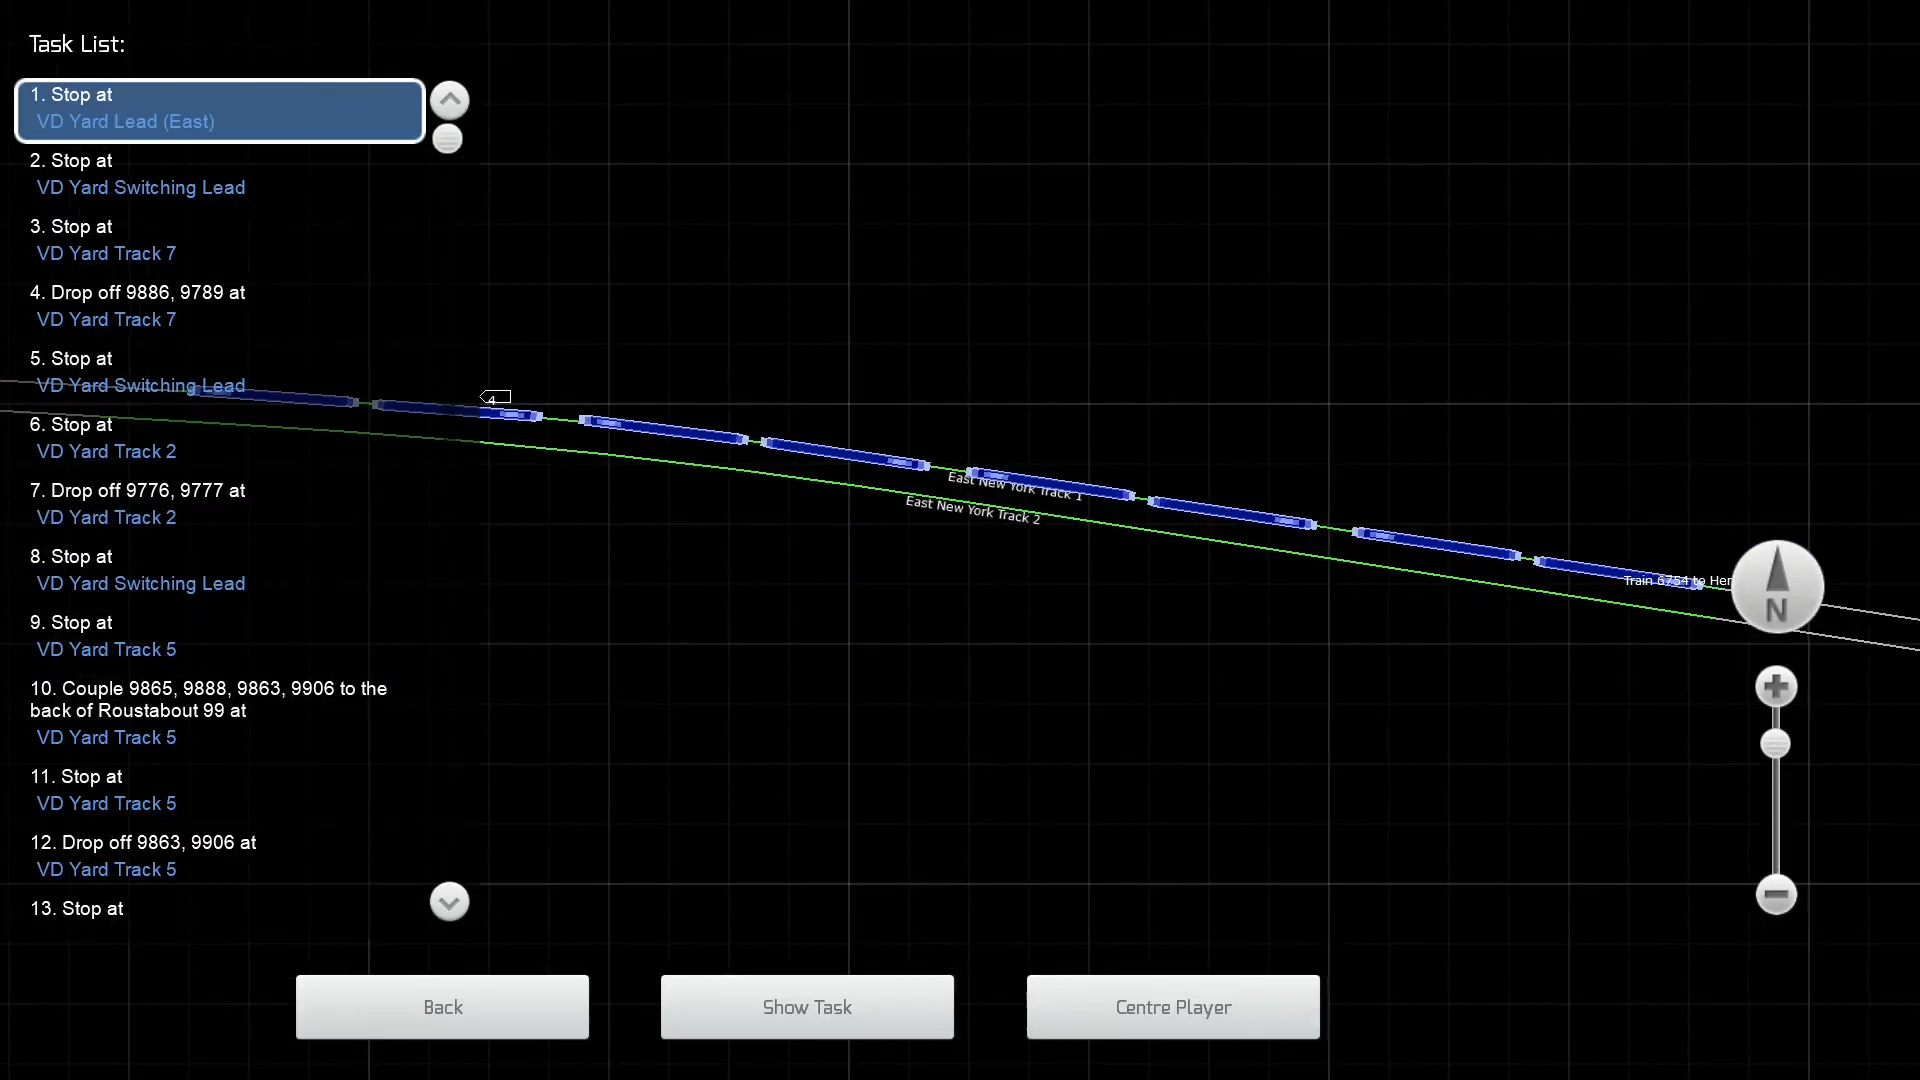 Task List:
1. Stop at
VD Yard Lead (East)
2. Stop at
VD Yard Switching Lead
3. Stop at
VD Yard Track 7
4. Drop off 9886, 9789 at
VD Yard Track 7
5. Stop at
VD Yard Switching Lead
6. Stop at
VD Yard Track 2
7. Drop off 9776, 9777 at
VD Yard Track 2
8. Stop at
VD Yard Switching Lead
9. Stop at
VD Yard Track 5
10. Couple 9865, 9888, 9863, 9906 to the
back of Roustabout 99 at
VD Yard Track 5
11. Stop at
VD Yard Track 5
12. Drop off 9863, 9906 at
VD Yard Track 5
13. Stop at
4
East New York Track 1
East New York Track 2
Train 6754 to Her
N
Back
Show Task
Centre Player